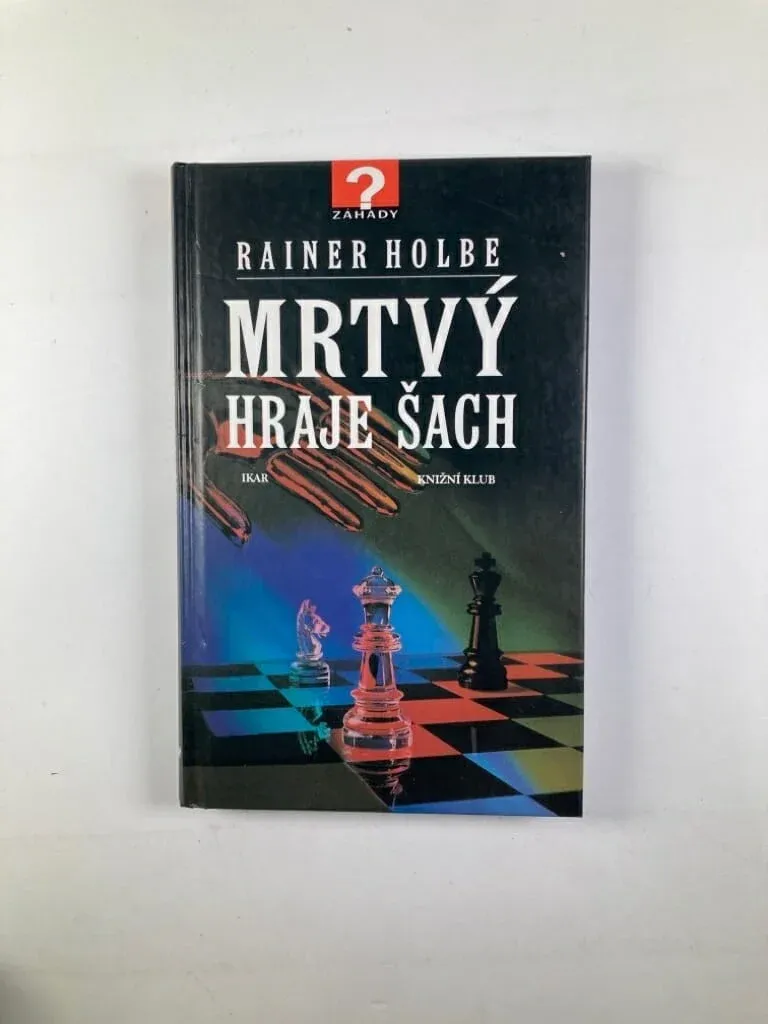 ?
ZÁHADY
RAINER HOLBE
MRTVÝ
HRAJE ŠACH
IKAR KNIŽNÍ KLUB